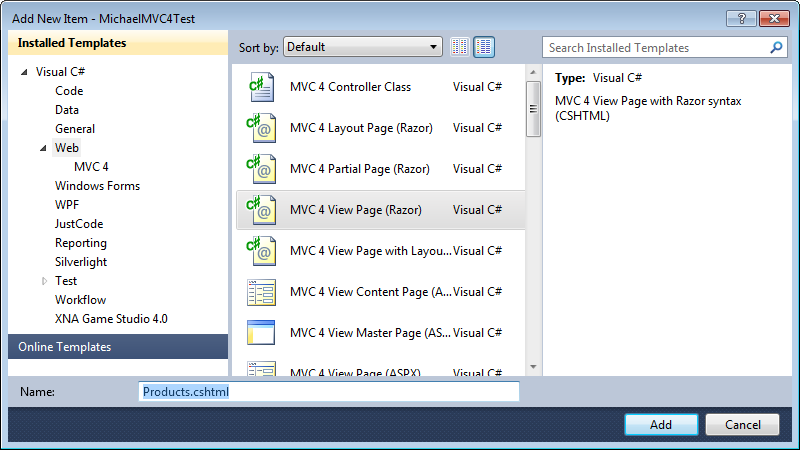 Add New Item - MichaelMVC4Test
Installed Templates
Visual C#
Code
Data
General
Web
MVC 4
Windows Forms
WPF
JustCode
Reporting
Silverlight
Test
Workflow
XNA Game Studio 4.0
Online Templates
Sort by: Default
MVC 4 Controller Class Visual C#
MVC 4 Layout Page (Razor) Visual C#
MVC 4 Partial Page (Razor) Visual C#
MVC 4 View Page (Razor) Visual C#
MVC 4 View Page with Layou... Visual C#
MVC 4 View Content Page (A... Visual C#
MVC 4 View Master Page (AS... Visual C#
MVC 4 View Page (ASPX) Visual C#
Search Installed Templates
Type: Visual C#
MVC 4 View Page with Razor syntax
(CSHTML)
Name: Products.cshtml
Add Cancel